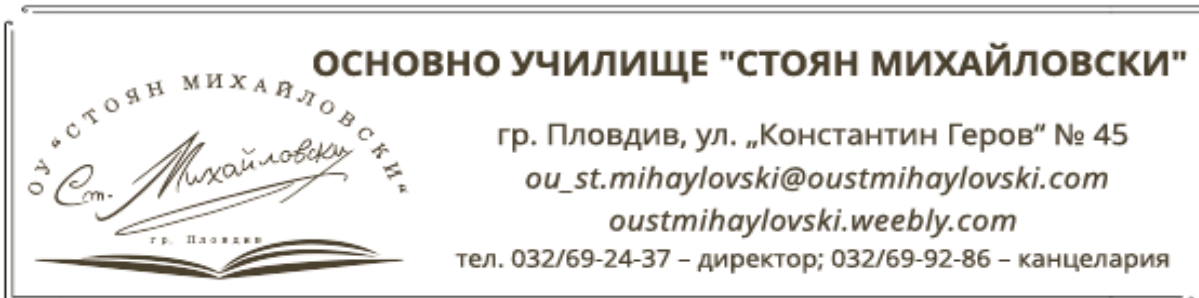 ОСНОВНО УЧИЛИЩЕ "СТОЯН МИХАЙЛОВСКИ"
ОУ "СТОЯН МИХАЙЛОВСКИ"
Ст. Михайловски
гр. Пловдив
гр. Пловдив, ул. „Константин Геров“ № 45
ou_st.mihaylovski@oustmihaylovski.com
oustmihaylovski.weebly.com
тел. 032/69-24-37 – директор; 032/69-92-86 – канцелария